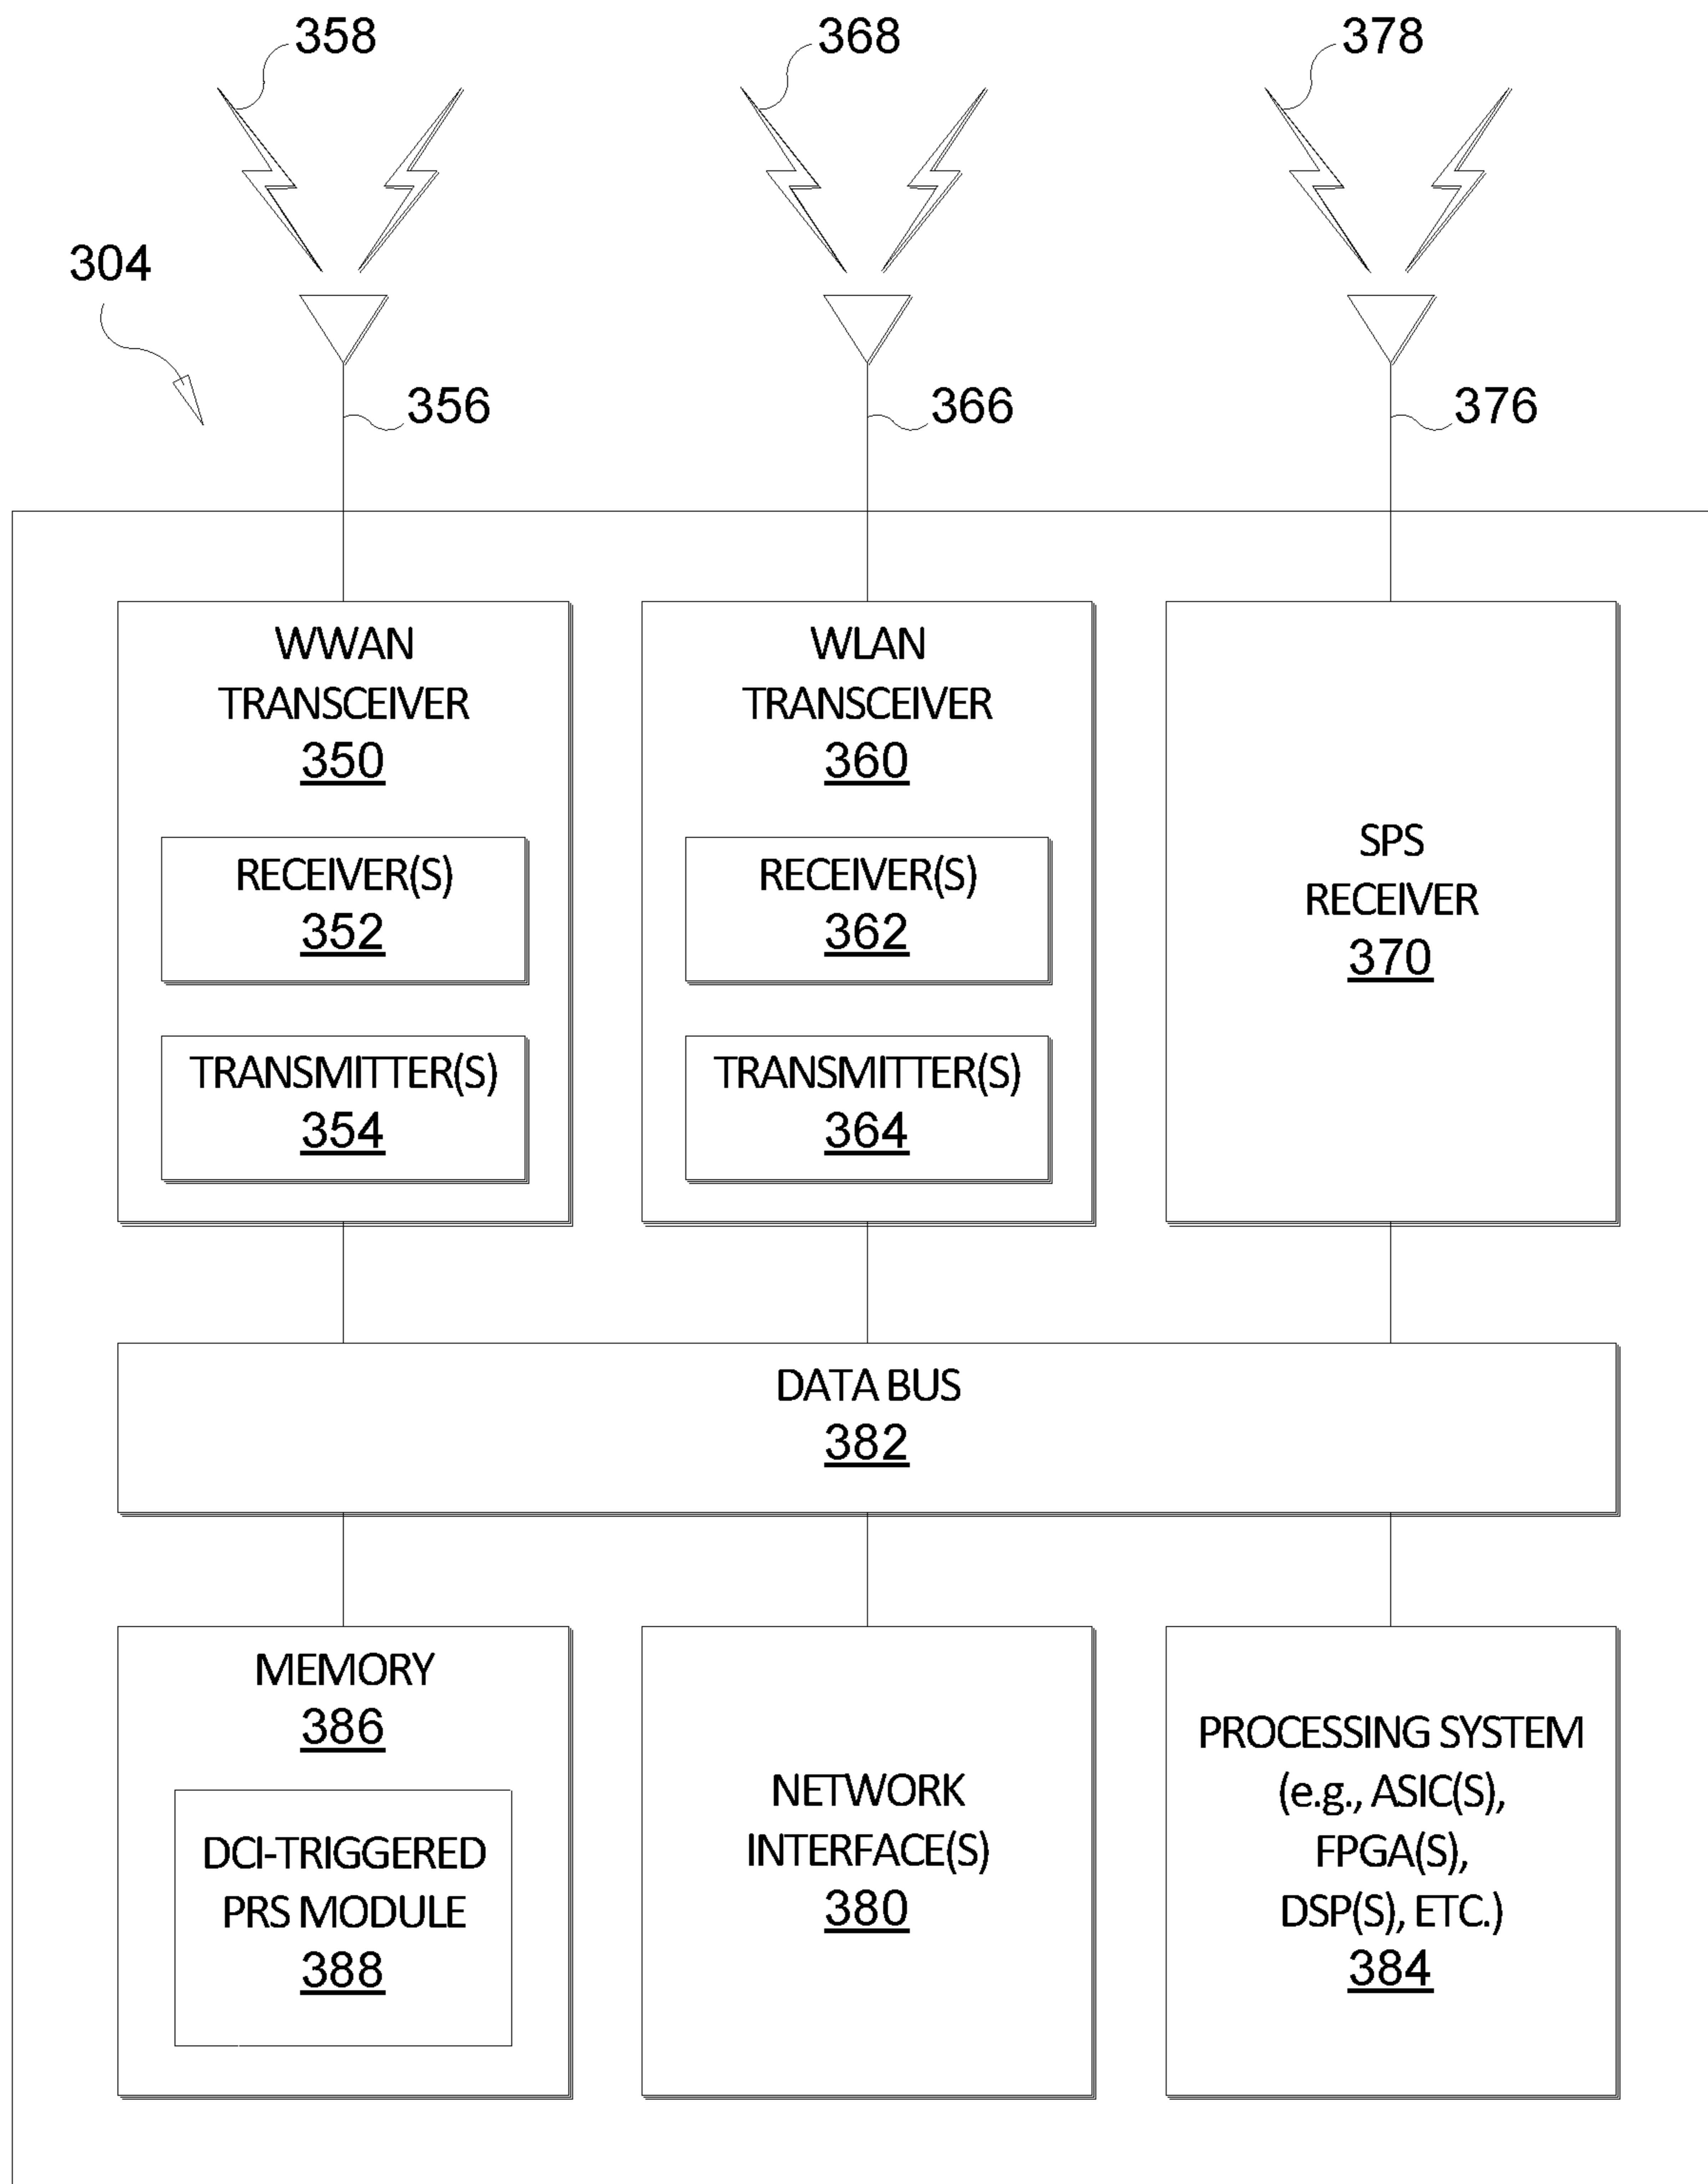 358
368
378
304
356
366
376
WWAN
TRANSCEIVER
350
RECEIVER(S)
352
TRANSMITTER(S)
354
WLAN
TRANSCEIVER
360
RECEIVER(S)
362
TRANSMITTER(S)
364
SPS
RECEIVER
370
DATA BUS
382
MEMORY
386
DCI-TRIGGERED
PRS MODULE
388
NETWORK
INTERFACE(S)
380
PROCESSING SYSTEM
(e.g., ASIC(S),
FPGA(S),
DSP(S), ETC.)
384